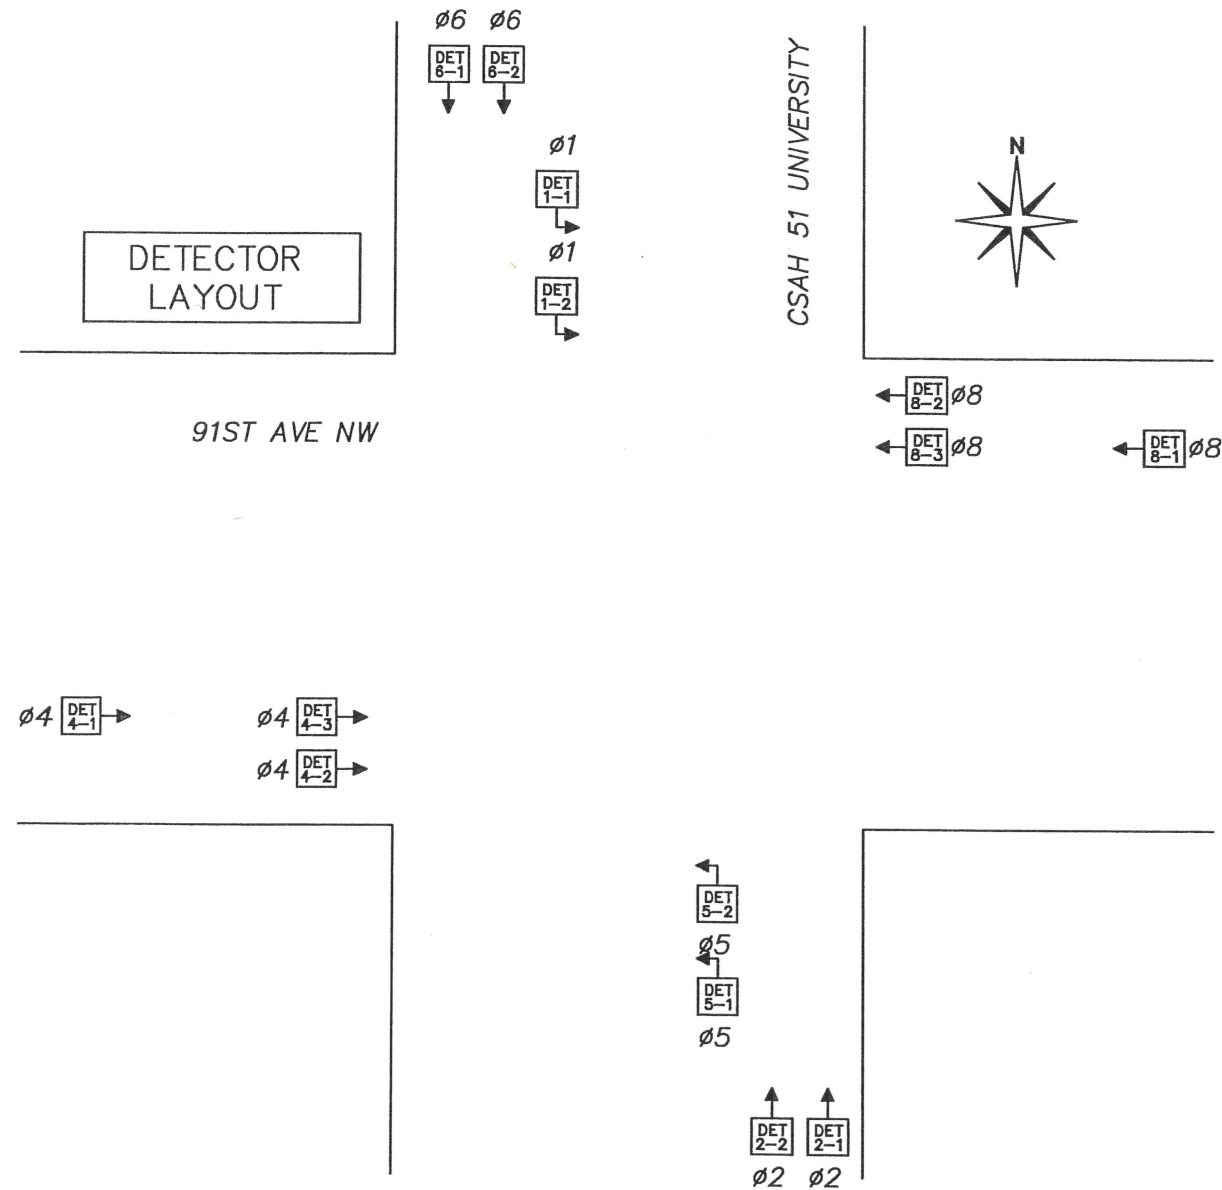 ø6 ø6
DET
6-1
DET
6-2
ø1
DET
1-1
ø1
DET
1-2
CSAH 51 UNIVERSITY
N
DETECTOR
LAYOUT
91ST AVE NW
DET
8-2
ø8
DET
8-3
ø8
DET
8-1
ø8
ø4
DET
4-1
ø4
DET
4-3
ø4
DET
4-2
DET
5-2
ø5
DET
5-1
ø5
DET
2-2
DET
2-1
ø2 ø2